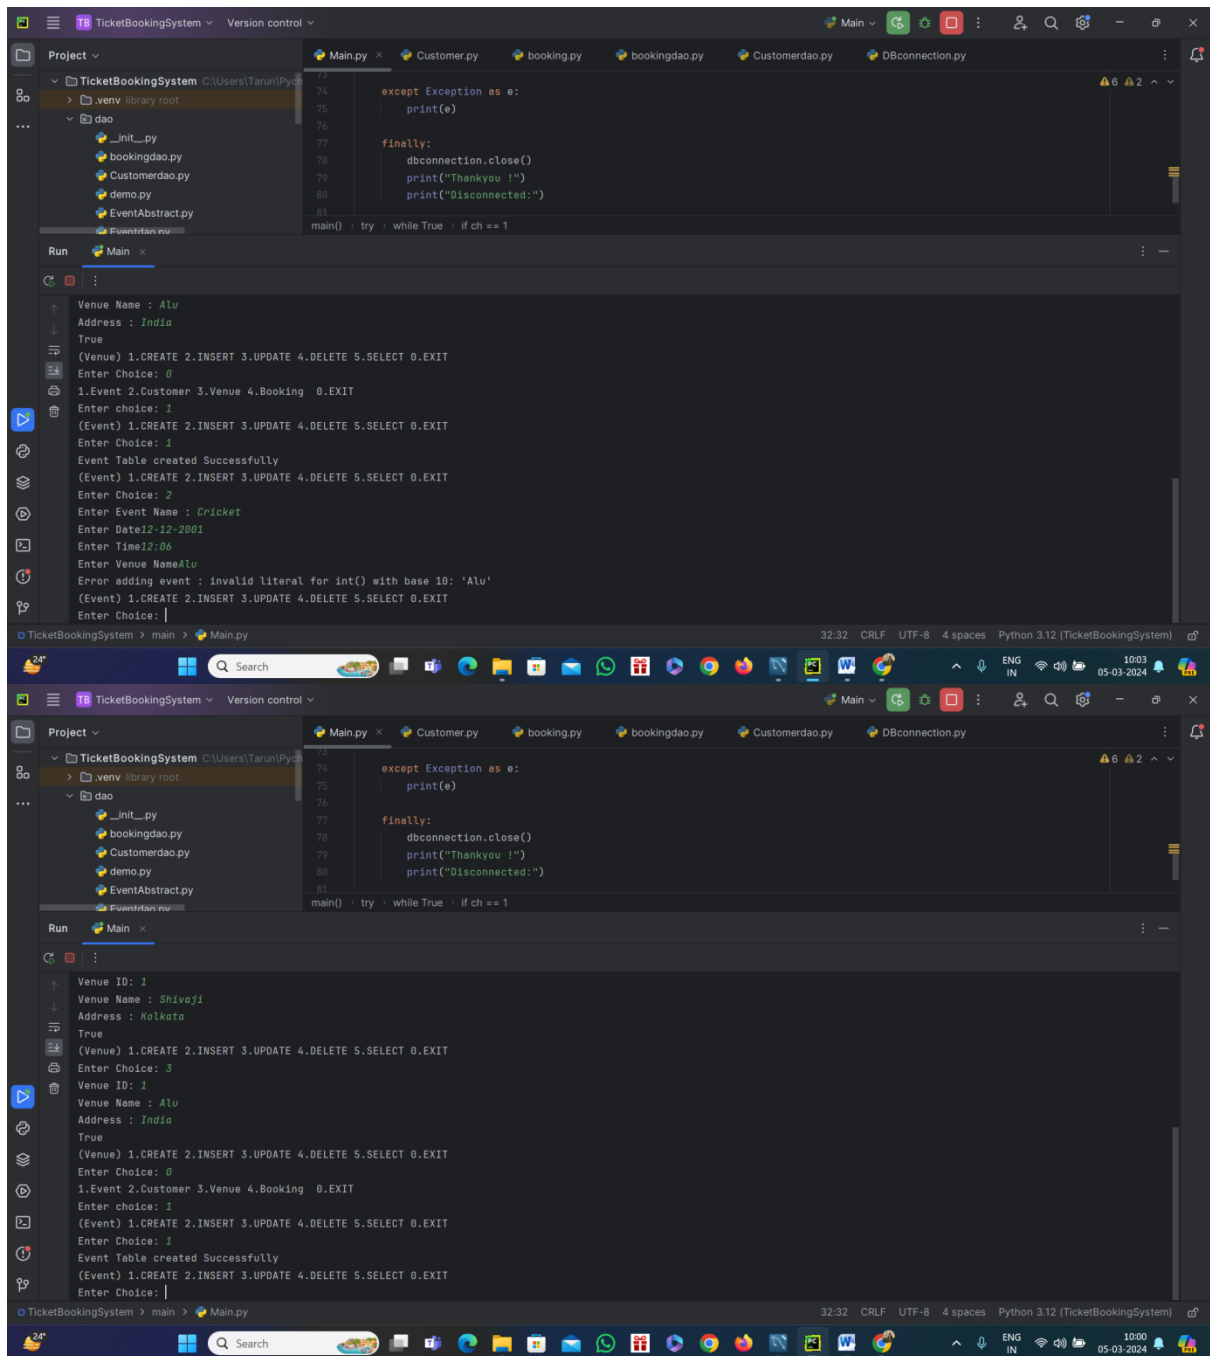 TB TicketBookingSystem Version control Main
Project Main.py Customer.py booking.py bookingdao.py Customerdao.py DBconnection.py
TicketBookingSystem C:\Users\Tarun\Pych
.venv library root
dao
__init__.py
bookingdao.py
Customerdao.py
demo.py
EventAbstract.py
Eventdao.py
73
74 except Exception as e:
75 print(e)
76
77 finally:
78 dbconnection.close()
79 print("Thankyou !")
80 print("Disconnected:")
81
6 2
main() › try › while True › if ch == 1
Run Main
Venue Name : Alu
Address : India
True
(Venue) 1.CREATE 2.INSERT 3.UPDATE 4.DELETE 5.SELECT 0.EXIT
Enter Choice: 0
1.Event 2.Customer 3.Venue 4.Booking 0.EXIT
Enter choice: 1
(Event) 1.CREATE 2.INSERT 3.UPDATE 4.DELETE 5.SELECT 0.EXIT
Enter Choice: 1
Event Table created Successfully
(Event) 1.CREATE 2.INSERT 3.UPDATE 4.DELETE 5.SELECT 0.EXIT
Enter Choice: 2
Enter Event Name : Cricket
Enter Date12-12-2001
Enter Time12:06
Enter Venue NameAlu
Error adding event : invalid literal for int() with base 10: 'Alu'
(Event) 1.CREATE 2.INSERT 3.UPDATE 4.DELETE 5.SELECT 0.EXIT
Enter Choice:
TicketBookingSystem > main > Main.py 32:32 CRLF UTF-8 4 spaces Python 3.12 (TicketBookingSystem)
24° Search ENG IN 10:03 05-03-2024
TB TicketBookingSystem Version control Main
Project Main.py Customer.py booking.py bookingdao.py Customerdao.py DBconnection.py
TicketBookingSystem C:\Users\Tarun\Pych
.venv library root
dao
__init__.py
bookingdao.py
Customerdao.py
demo.py
EventAbstract.py
Eventdao.py
73
74 except Exception as e:
75 print(e)
76
77 finally:
78 dbconnection.close()
79 print("Thankyou !")
80 print("Disconnected:")
81
6 2
main() › try › while True › if ch == 1
Run Main
Venue ID: 1
Venue Name : Shivaji
Address : Kolkata
True
(Venue) 1.CREATE 2.INSERT 3.UPDATE 4.DELETE 5.SELECT 0.EXIT
Enter Choice: 3
Venue ID: 1
Venue Name : Alu
Address : India
True
(Venue) 1.CREATE 2.INSERT 3.UPDATE 4.DELETE 5.SELECT 0.EXIT
Enter Choice: 0
1.Event 2.Customer 3.Venue 4.Booking 0.EXIT
Enter choice: 1
(Event) 1.CREATE 2.INSERT 3.UPDATE 4.DELETE 5.SELECT 0.EXIT
Enter Choice: 1
Event Table created Successfully
(Event) 1.CREATE 2.INSERT 3.UPDATE 4.DELETE 5.SELECT 0.EXIT
Enter Choice:
TicketBookingSystem > main > Main.py 32:32 CRLF UTF-8 4 spaces Python 3.12 (TicketBookingSystem)
24° Search ENG IN 10:00 05-03-2024